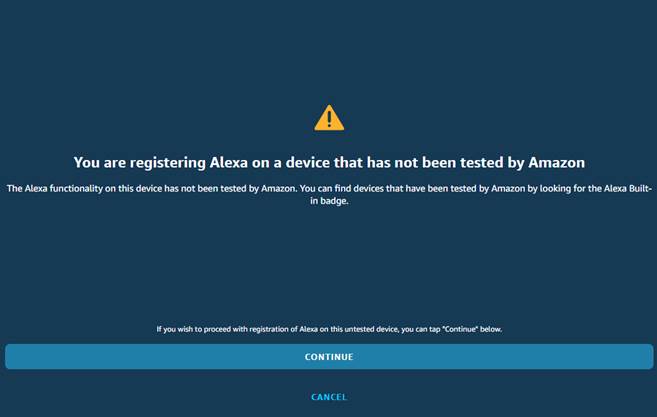 You are registering Alexa on a device that has not been tested by Amazon
The Alexa functionality on this device has not been tested by Amazon. You can find devices that have been tested by Amazon by looking for the Alexa Built-
in badge.
If you wish to proceed with registration of Alexa on this untested device, you can tap "Continue" below.
CONTINUE
CANCEL